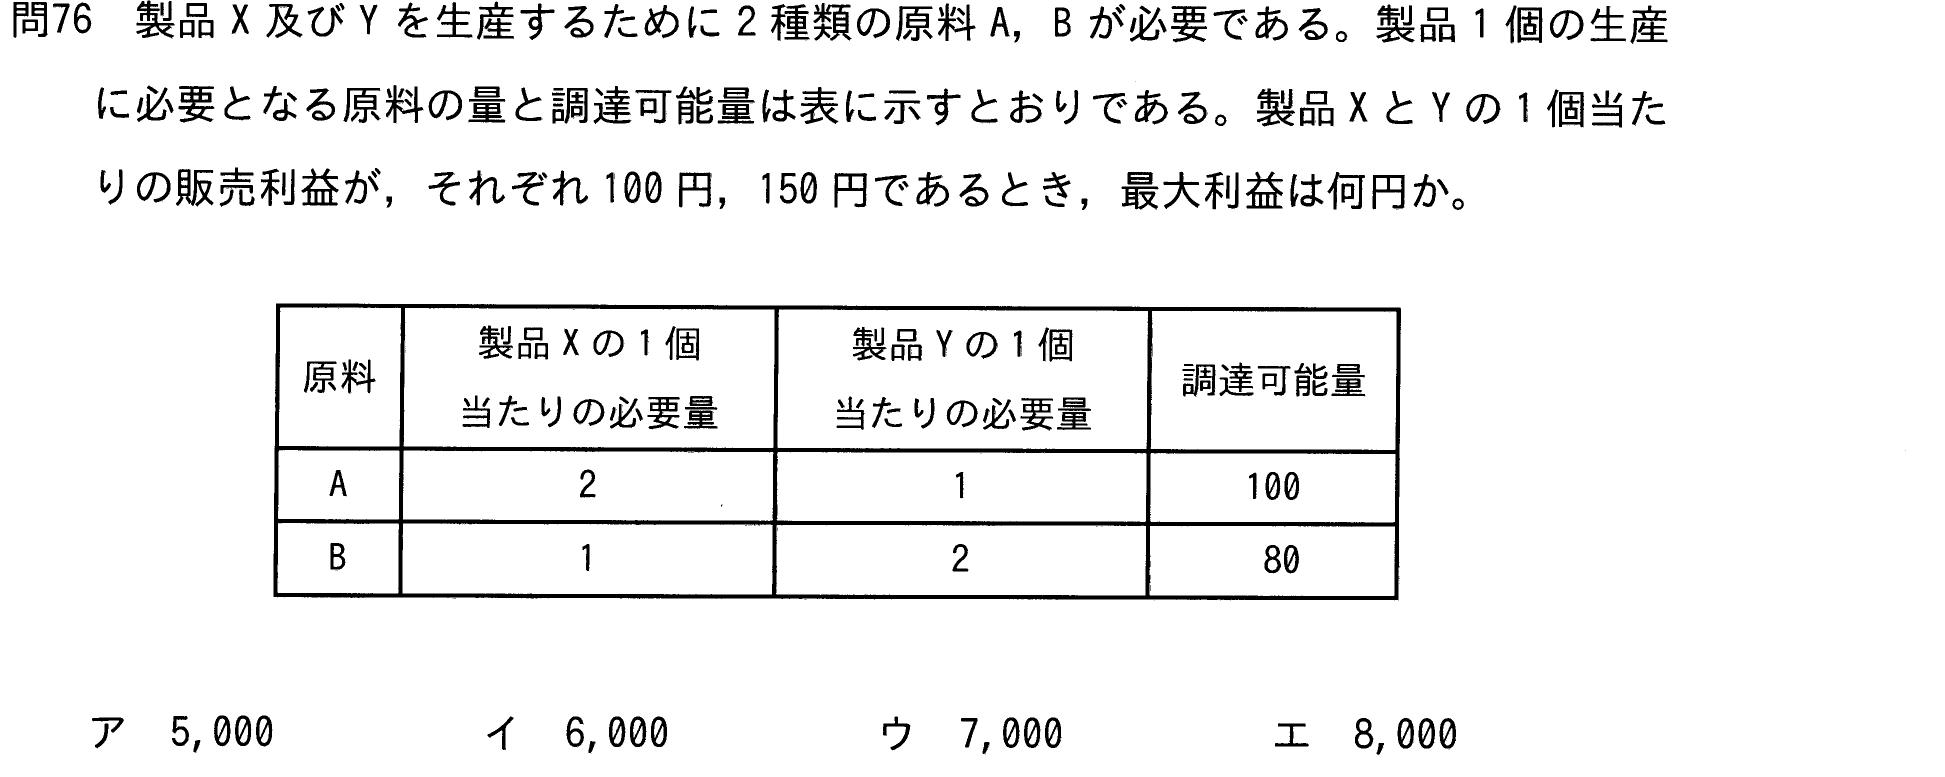 問76 製品 X 及び Y を生産するために 2 種類の原料 A，B が必要である。製品 1 個の生産
に必要となる原料の量と調達可能量は表に示すとおりである。製品 X と Y の 1 個当た
りの販売利益が，それぞれ 100 円，150 円であるとき，最大利益は何円か。
原料 製品 X の 1 個 当たりの必要量 製品 Y の 1 個 当たりの必要量 調達可能量
A 2 1 100
B 1 2 80
ア 5,000 イ 6,000 ウ 7,000 エ 8,000